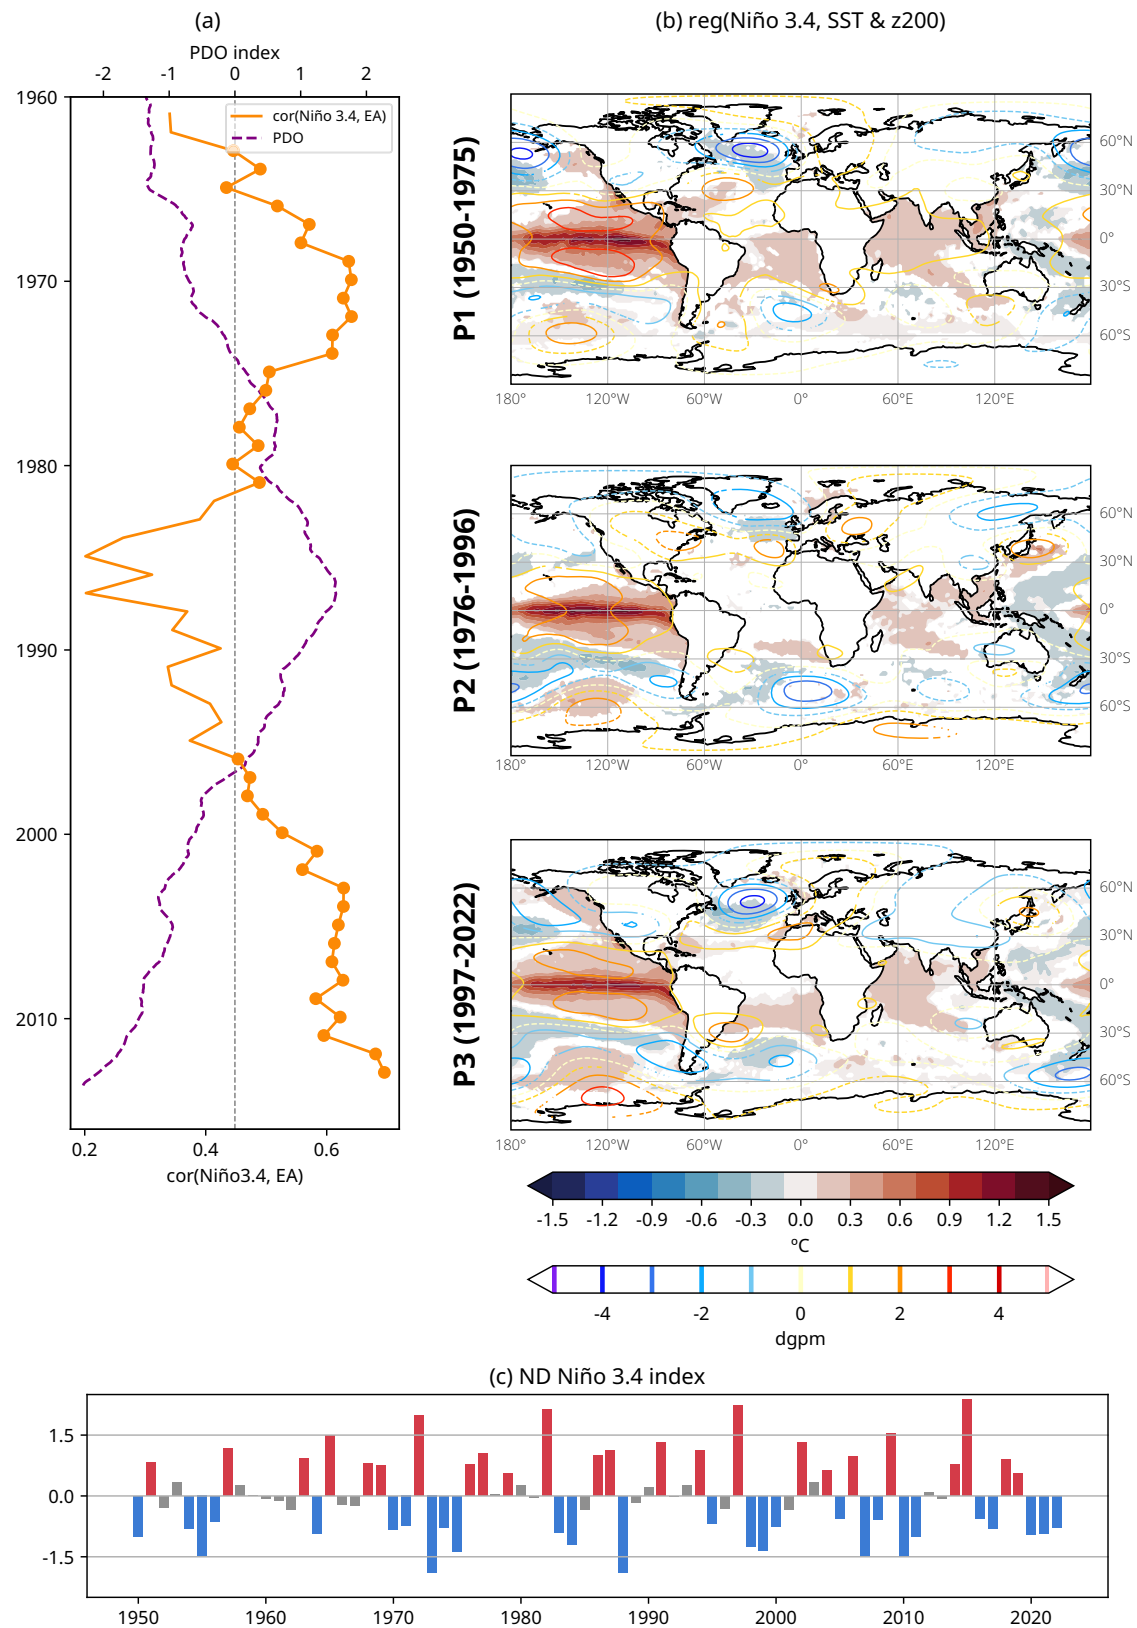 (a)
PDO index
-2 -1 0 1 2
cor(Niño 3.4, EA)
PDO
1960
1970
1980
1990
2000
2010
0.2 0.4 0.6
cor(Niño3.4, EA)
(b) reg(Niño 3.4, SST & z200)
P1 (1950-1975)
60°N
30°N
0°
30°S
60°S
180° 120°W 60°W 0° 60°E 120°E
P2 (1976-1996)
60°N
30°N
0°
30°S
60°S
180° 120°W 60°W 0° 60°E 120°E
P3 (1997-2022)
60°N
30°N
0°
30°S
60°S
180° 120°W 60°W 0° 60°E 120°E
-1.5 -1.2 -0.9 -0.6 -0.3 0.0 0.3 0.6 0.9 1.2 1.5
ºC
-4 -2 0 2 4
dgpm
(c) ND Niño 3.4 index
1.5
0.0
-1.5
1950 1960 1970 1980 1990 2000 2010 2020